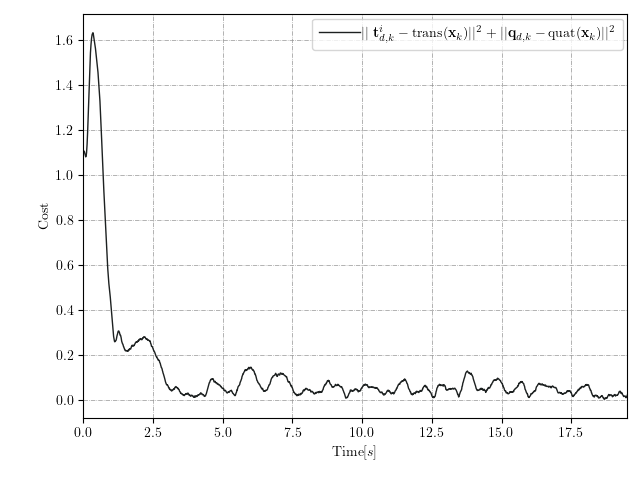 || t^i_{d,k} − trans(x_k)||² + ||q_{d,k} − quat(x_k)||²
1.6
1.4
1.2
1.0
0.8
0.6
0.4
0.2
0.0
Cost
0.0 2.5 5.0 7.5 10.0 12.5 15.0 17.5
Time[s]